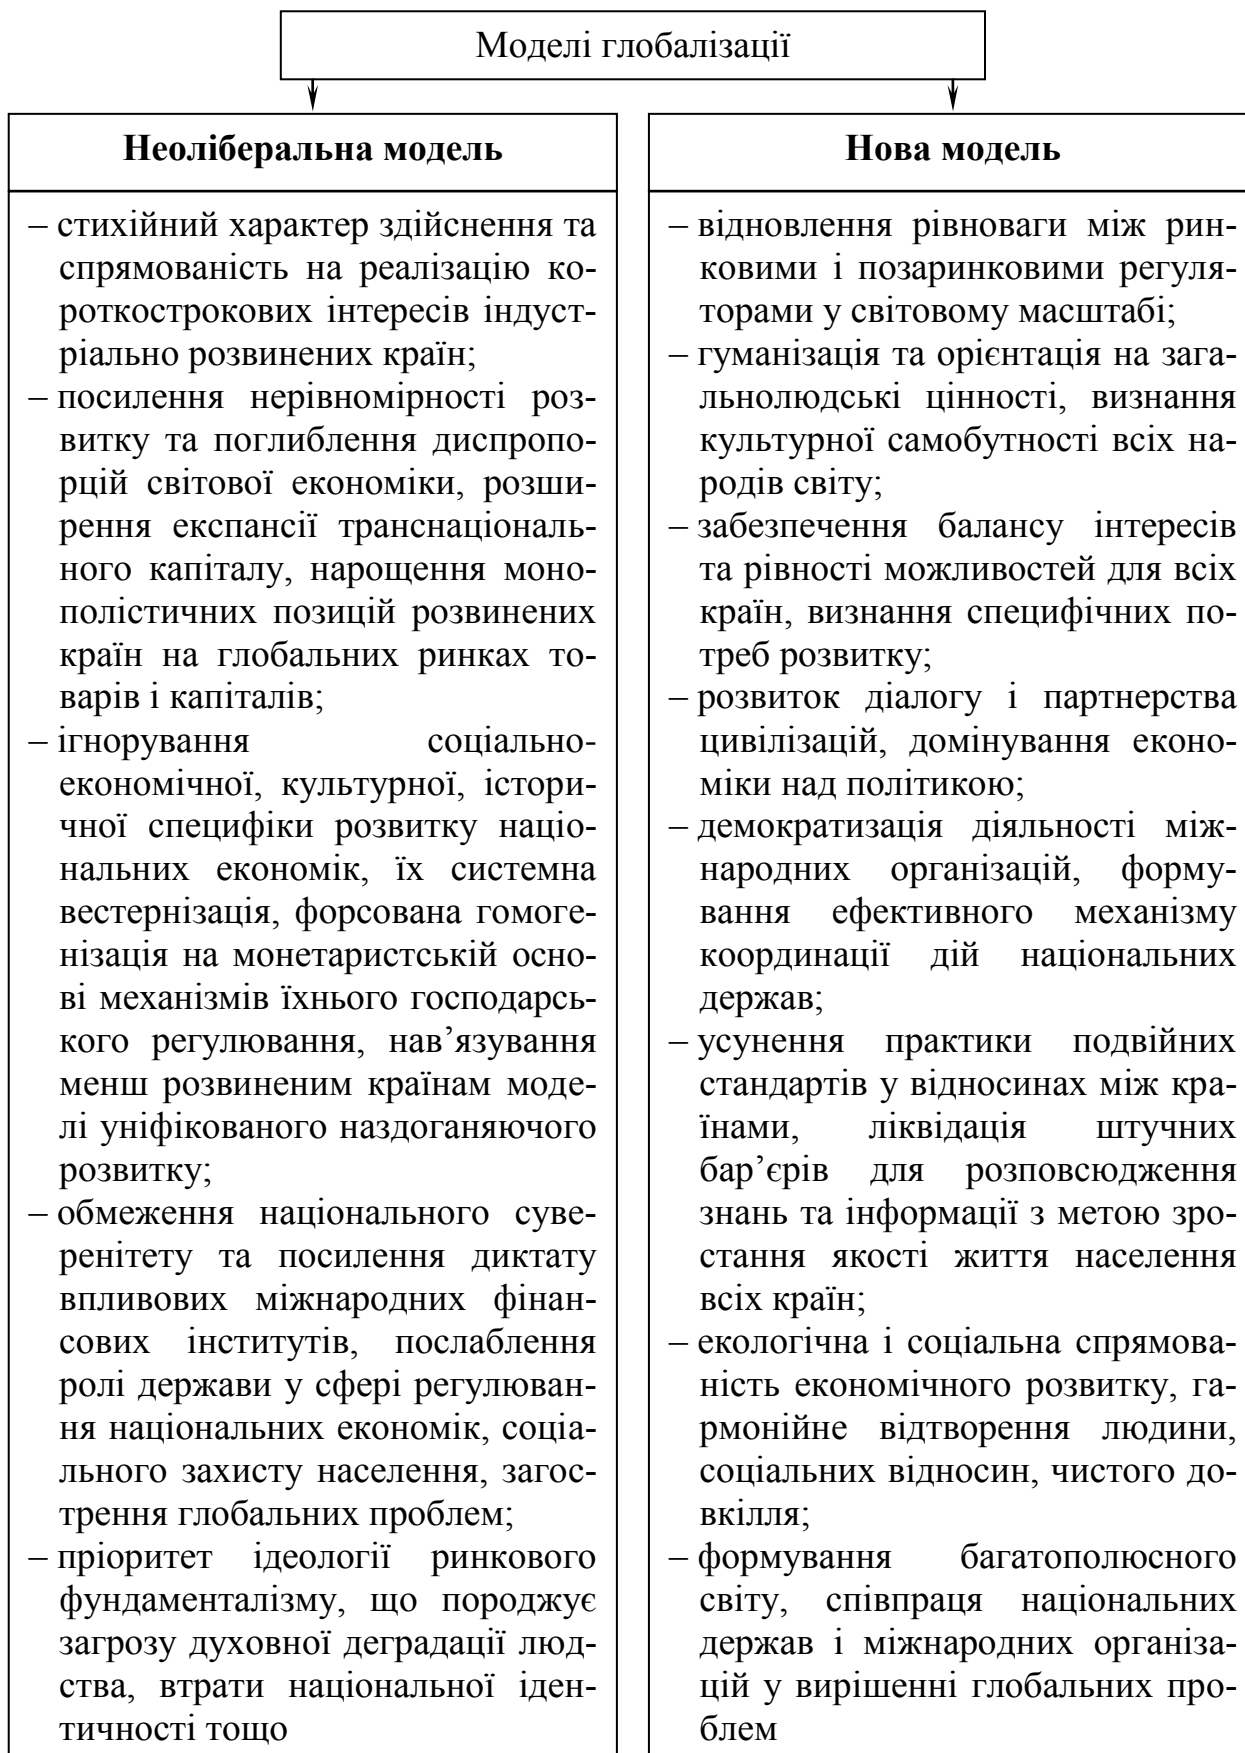 Моделі глобалізації
Неоліберальна модель
– стихійний характер здійснення та
спрямованість на реалізацію ко-
роткострокових інтересів індуст-
ріально розвинених країн;
– посилення нерівномірності роз-
витку та поглиблення диспропо-
рцій світової економіки, розши-
рення експансії транснаціональ-
ного капіталу, нарощення моно-
полістичних позицій розвинених
країн на глобальних ринках то-
варів і капіталів;
– ігнорування соціально-
економічної, культурної, істори-
чної специфіки розвитку націо-
нальних економік, їх системна
вестернізація, форсована гомоге-
нізація на монетаристській осно-
ві механізмів їхнього господарсь-
кого регулювання, нав’язування
менш розвиненим країнам моде-
лі уніфікованого наздоганяючого
розвитку;
– обмеження національного суве-
ренітету та посилення диктату
впливових міжнародних фінан-
сових інститутів, послаблення
ролі держави у сфері регулюван-
ня національних економік, соціа-
льного захисту населення, загос-
трення глобальних проблем;
– пріоритет ідеології ринкового
фундаменталізму, що породжує
загрозу духовної деградації люд-
ства, втрати національної іден-
тичності тощо
Нова модель
– відновлення рівноваги між рин-
ковими і позаринковими регуля-
торами у світовому масштабі;
– гуманізація та орієнтація на зага-
льнолюдські цінності, визнання
культурної самобутності всіх на-
родів світу;
– забезпечення балансу інтересів
та рівності можливостей для всіх
країн, визнання специфічних по-
треб розвитку;
– розвиток діалогу і партнерства
цивілізацій, домінування еконо-
міки над політикою;
– демократизація діяльності між-
народних організацій, форму-
вання ефективного механізму
координації дій національних
держав;
– усунення практики подвійних
стандартів у відносинах між кра-
їнами, ліквідація штучних
бар’єрів для розповсюдження
знань та інформації з метою зро-
стання якості життя населення
всіх країн;
– екологічна і соціальна спрямова-
ність економічного розвитку, га-
рмонійне відтворення людини,
соціальних відносин, чистого до-
вкілля;
– формування багатополюсного
світу, співпраця національних
держав і міжнародних організа-
цій у вирішенні глобальних про-
блем